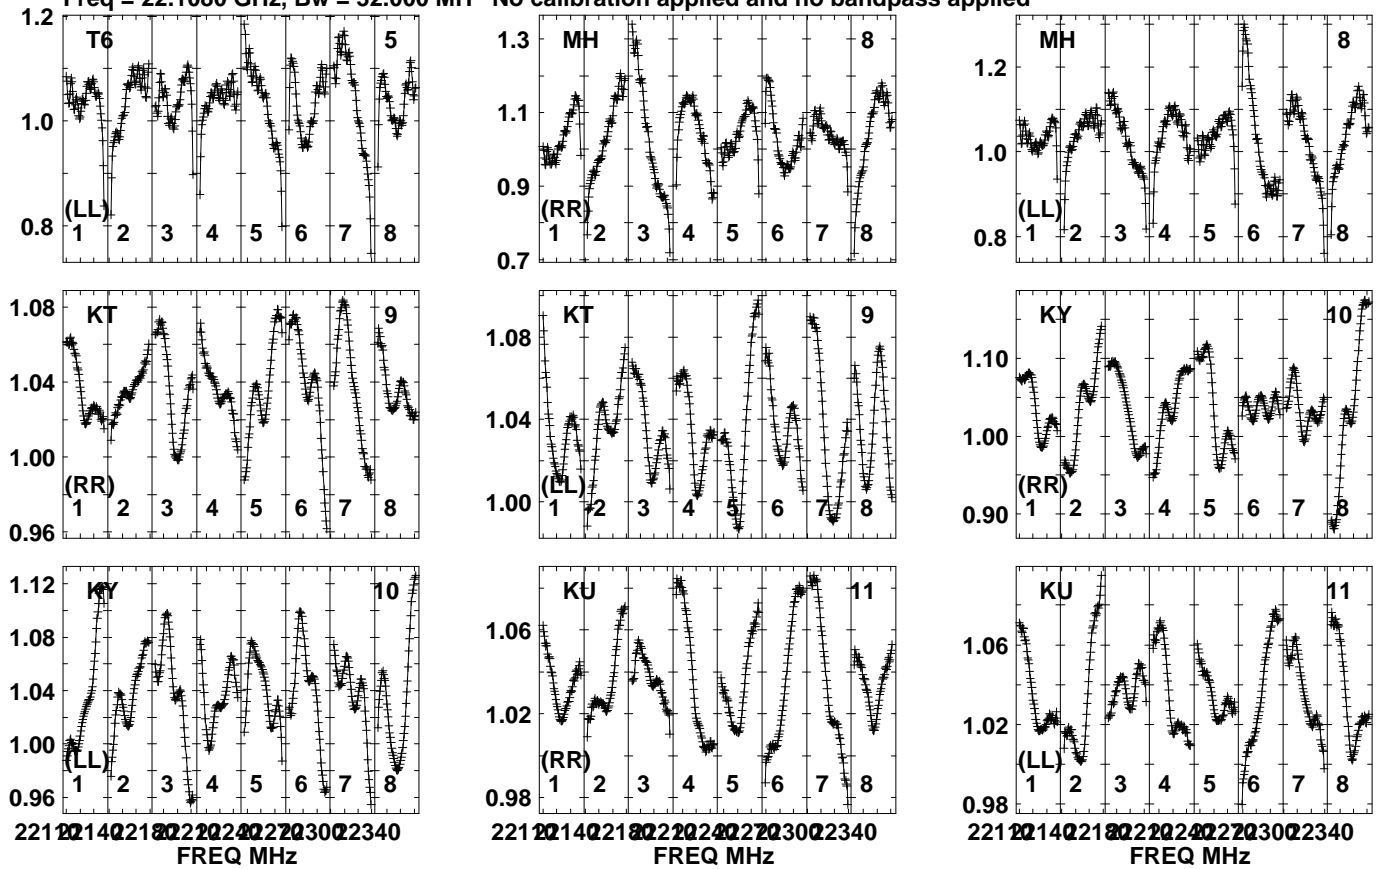 Freq = 22.1080 GHz, Bw = 32.000 MH No calibration applied and no bandpass applied
1.2 T6 5
1.0
0.8 (LL)
1 2 3 4 5 6 7 8
1.3 MH 8
1.1
0.9
(RR)
0.7
1 2 3 4 5 6 7 8
MH 8
1.2
1.0
(LL)
0.8
1 2 3 4 5 6 7 8
1.08 KT 9
1.04
1.00
(RR)
0.96
1 2 3 4 5 6 7 8
KT 9
1.08
1.04
(LL)
1.00
1 2 3 4 5 6 7 8
KY 10
1.10
1.00
(RR)
0.90
1 2 3 4 5 6 7 8
1.12 KY 10
1.08
1.04
1.00
(LL)
0.96
1 2 3 4 5 6 7 8
KU 11
1.06
1.02
(RR)
0.98
1 2 3 4 5 6 7 8
KU 11
1.06
1.02
(LL)
0.98
1 2 3 4 5 6 7 8
22340
FREQ MHz
22340
FREQ MHz
22340
FREQ MHz